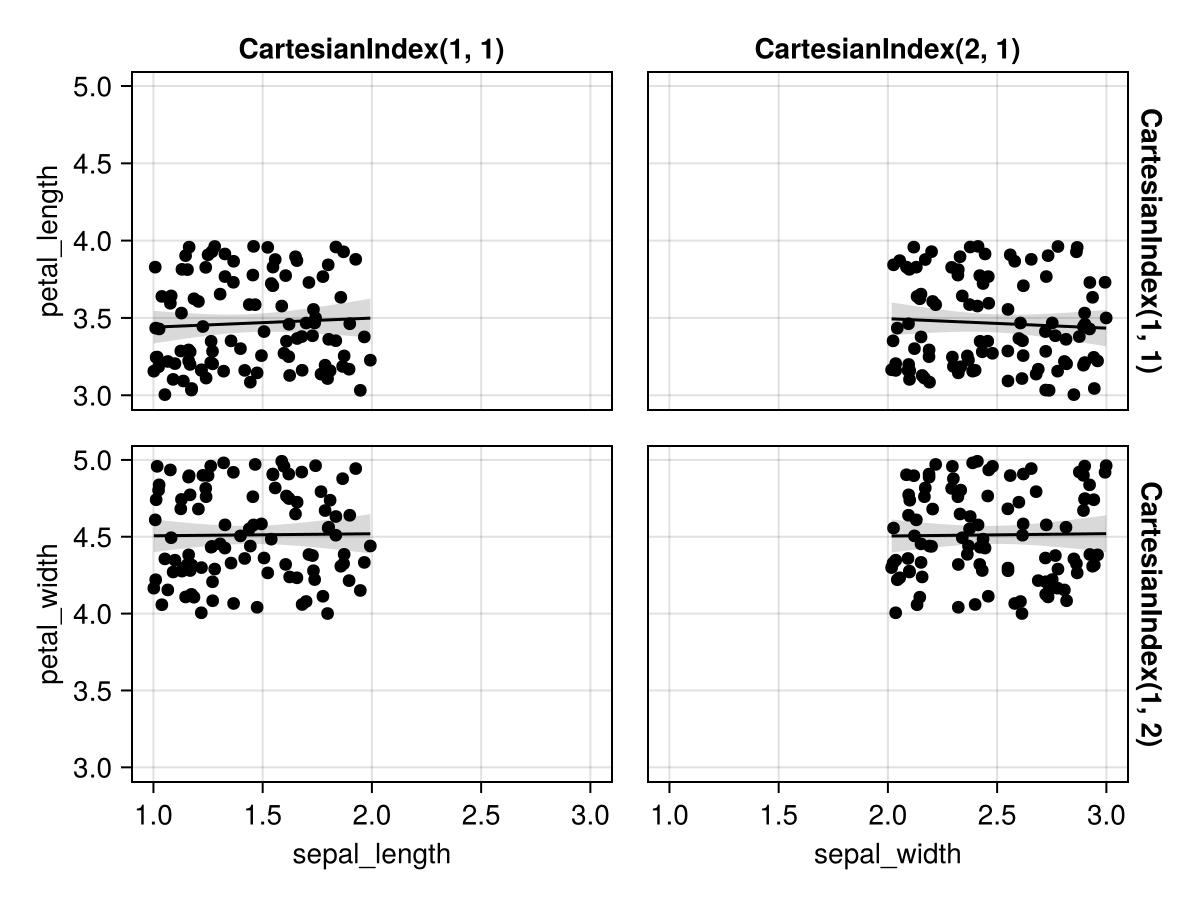 CartesianIndex(1, 1)
CartesianIndex(2, 1)
petal_length
5.0
4.5
4.0
3.5
3.0
CartesianIndex(1, 1)
petal_width
5.0
4.5
4.0
3.5
3.0
CartesianIndex(1, 2)
1.0 1.5 2.0 2.5 3.0
1.0 1.5 2.0 2.5 3.0
sepal_length
sepal_width